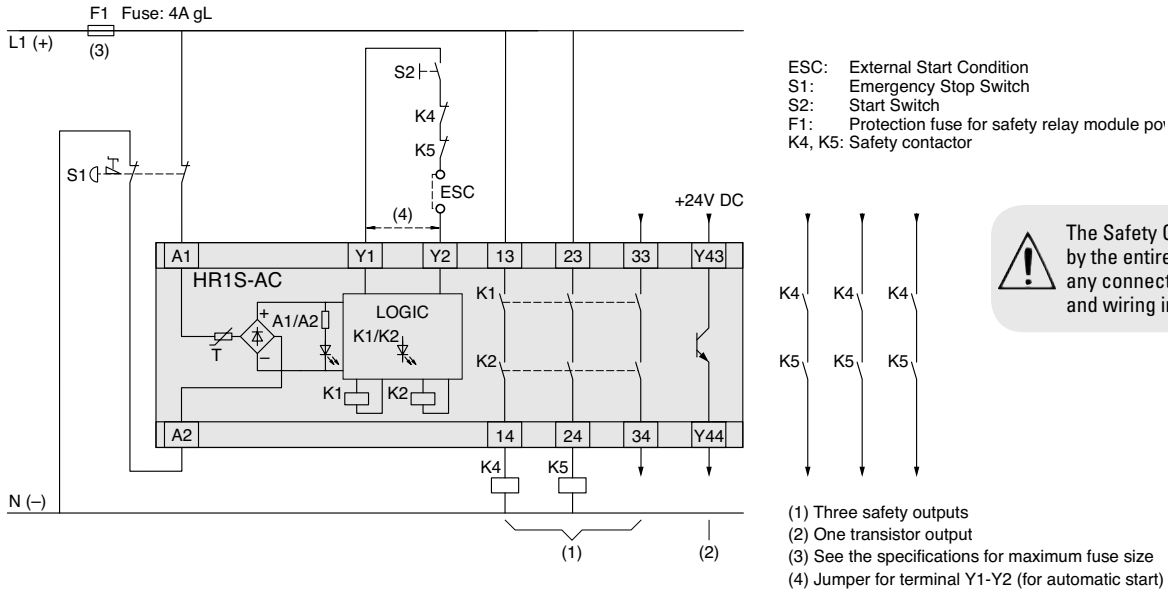 F1 Fuse: 4A gL
L1 (+)
(3)
S2
K4
K5
ESC
S1
(4)
+24V DC
A1 Y1 Y2 13 23 33 Y43
HR1S-AC
LOGIC
+
A1/A2
K1/K2
–
T
K1 K2
K1
K2
A2 14 24 34 Y44
K4 K5
N (–)
(1) (2)
ESC: External Start Condition
S1: Emergency Stop Switch
S2: Start Switch
F1: Protection fuse for safety relay module
K4, K5: Safety contactor
K4 K4 K4
K5 K5 K5
The Safety
by the entire
any
and wiring
(1) Three safety outputs
(2) One transistor output
(3) See the specifications for maximum fuse size
(4) Jumper for terminal Y1-Y2 (for automatic start)